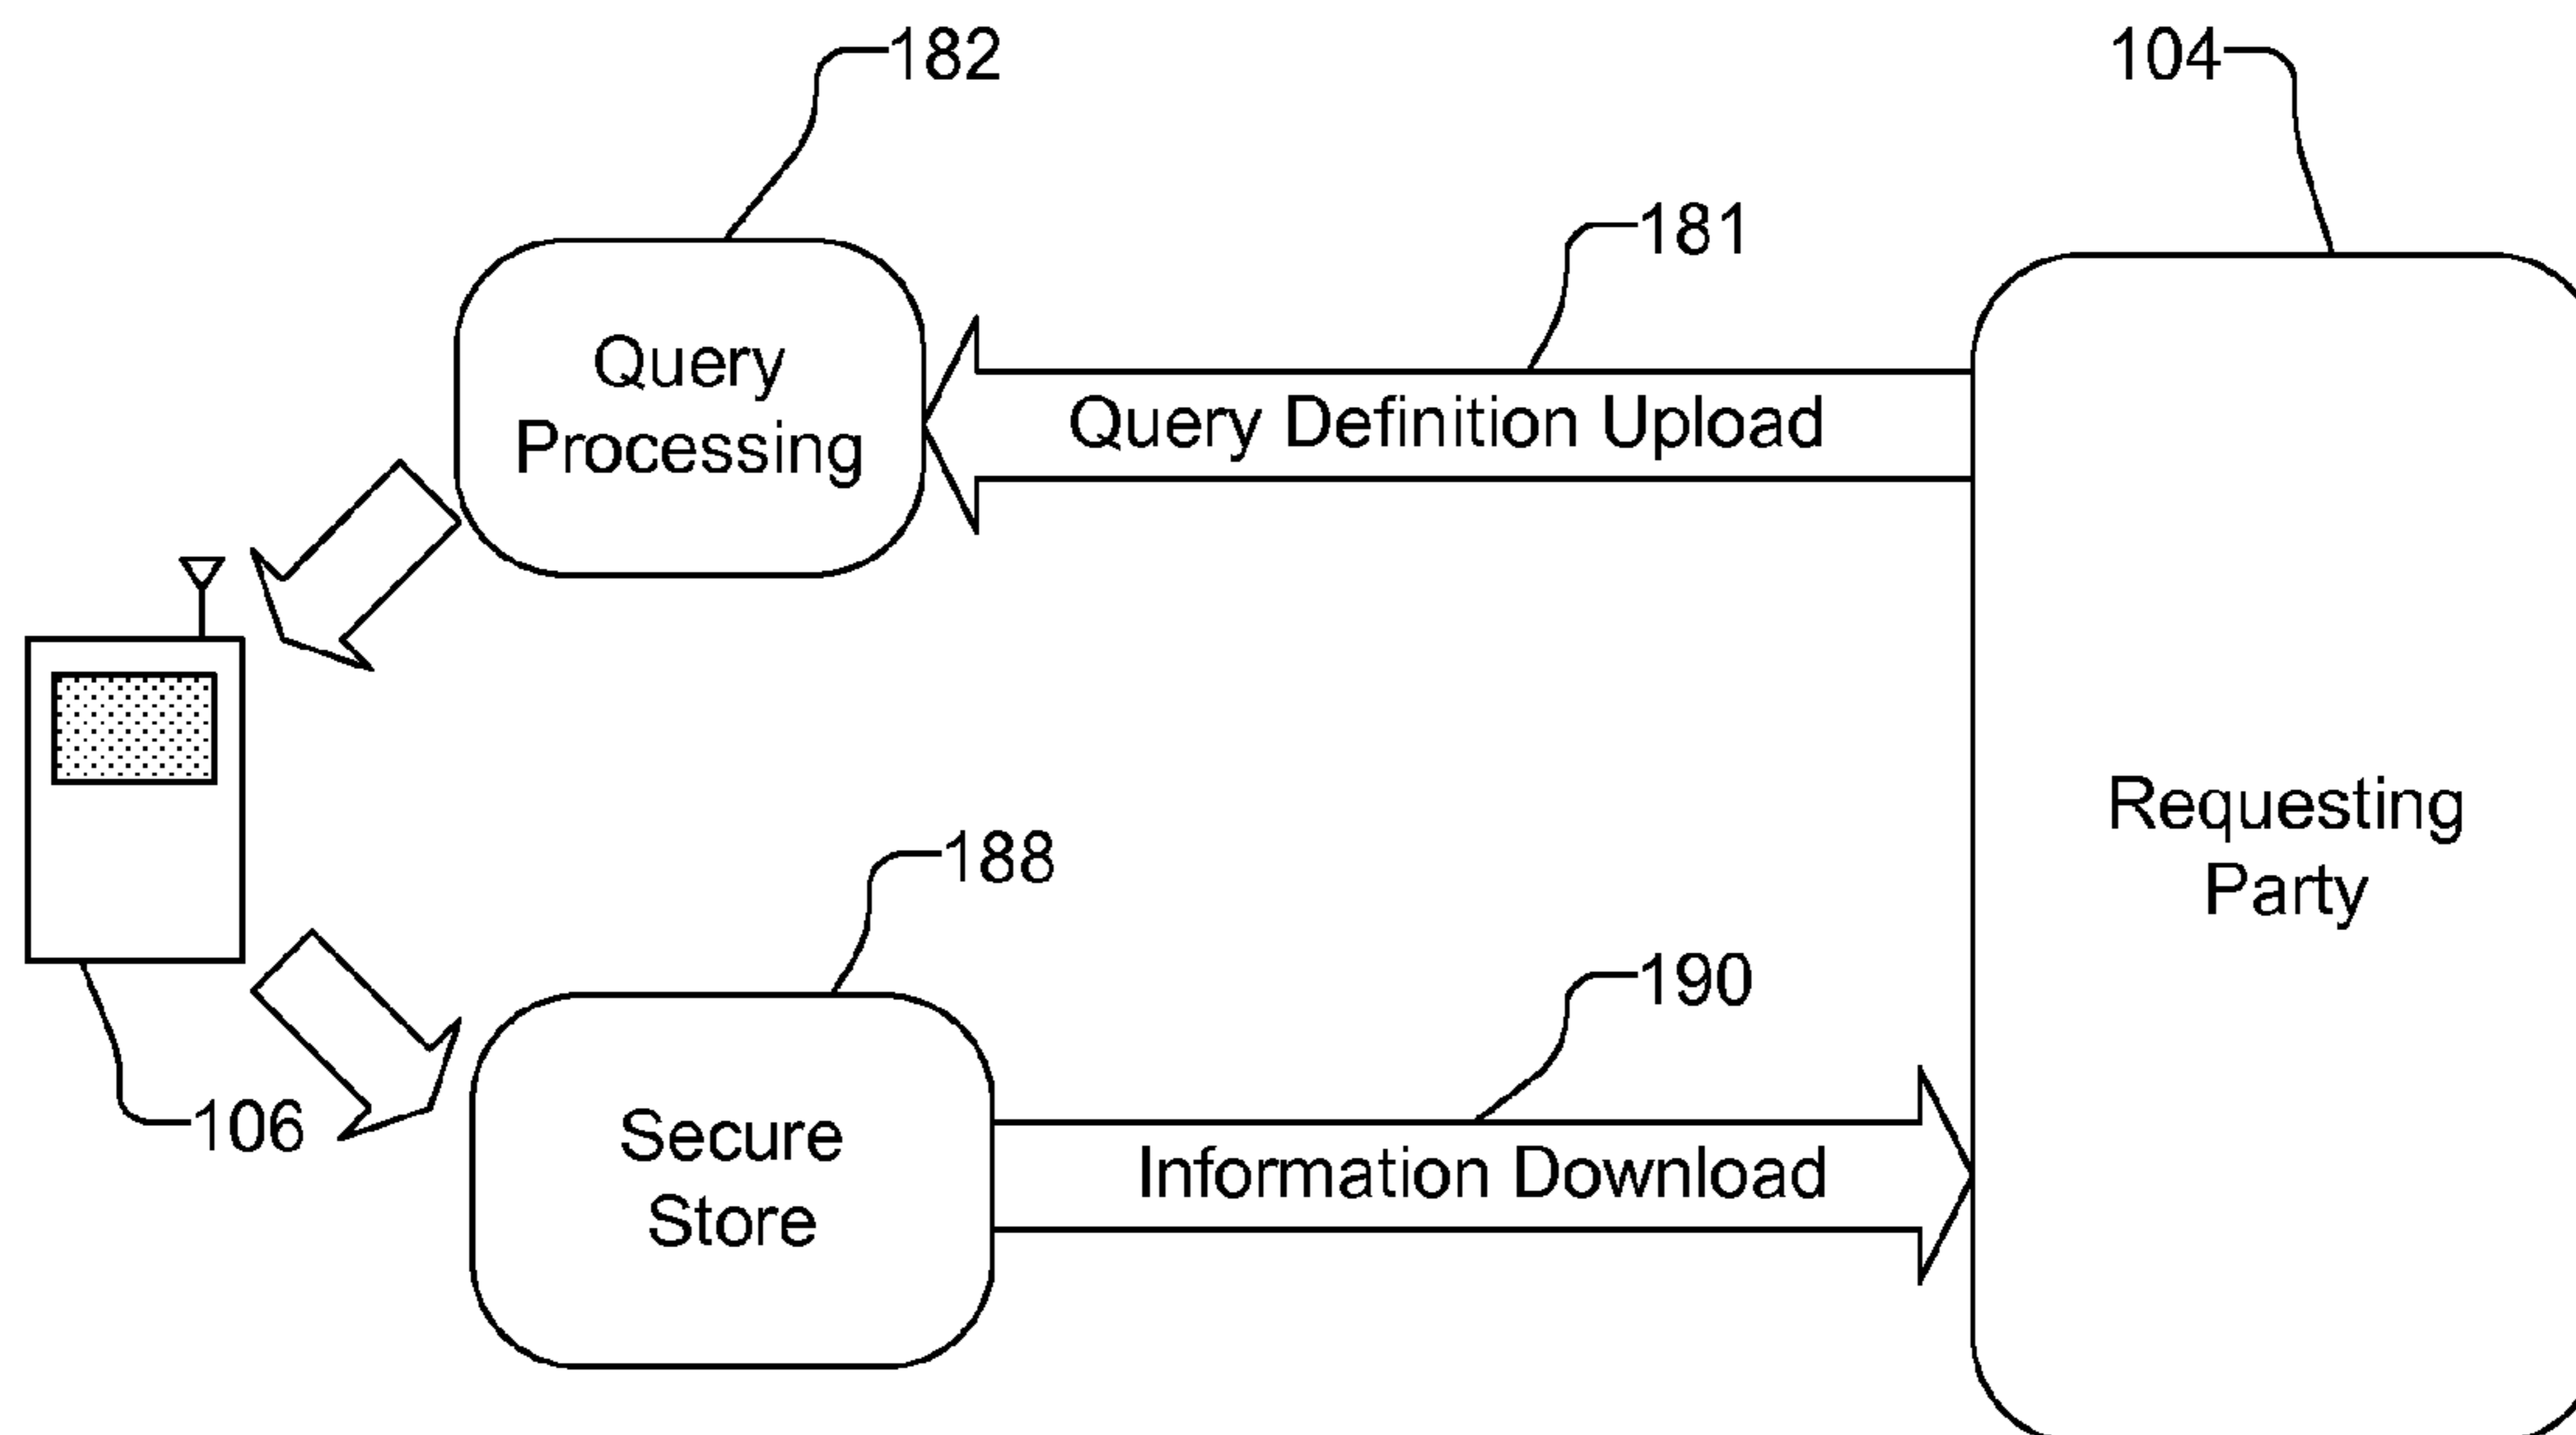 182
104
181
Query
Processing
Query Definition Upload
Requesting
Party
188
190
106
Secure
Store
Information Download